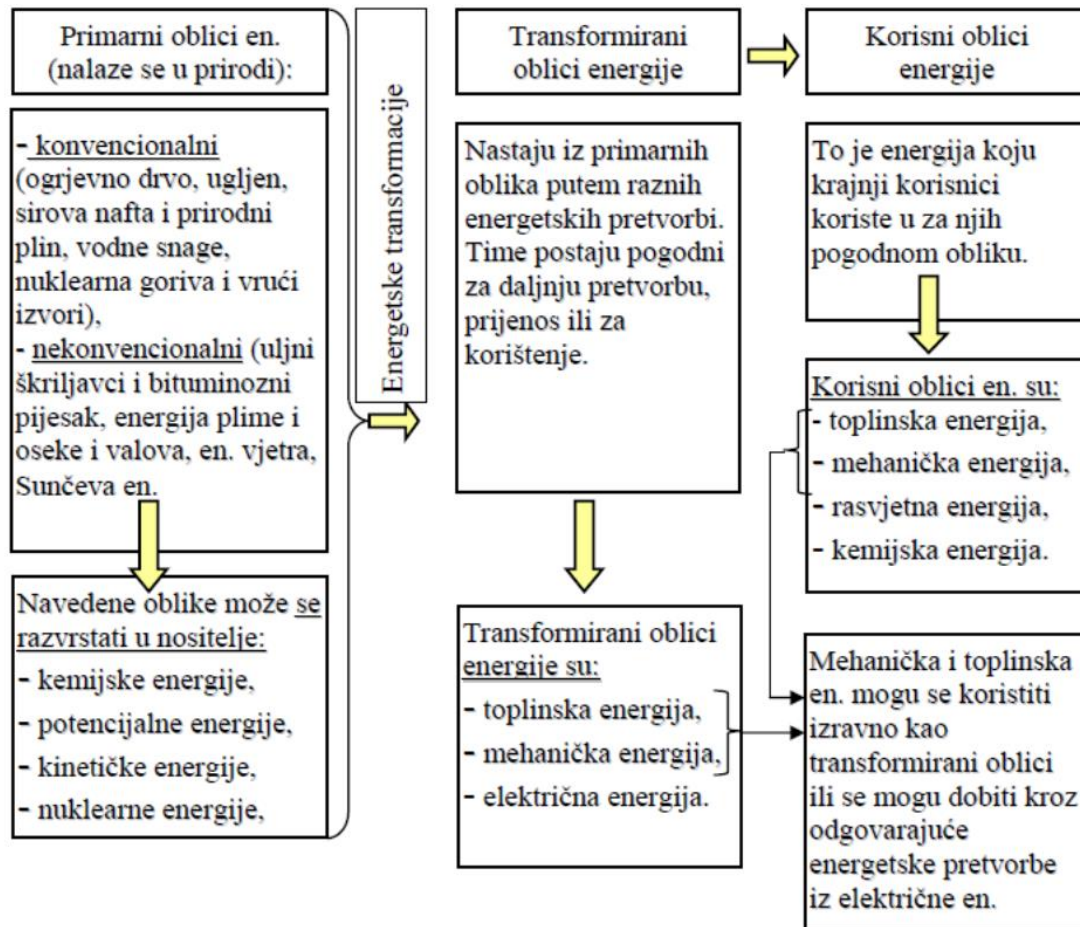 Primarni oblici en.
(nalaze se u prirodi):
- konvencionalni
(ogrjevno drvo, ugljen,
sirova nafta i prirodni
plin, vodne snage,
nuklearna goriva i vrući
izvori),
- nekonvencionalni (uljni
škriljavci i bituminozni
pijesak, energija plime i
oseke i valova, en. vjetra,
Sunčeva en.
Navedene oblike može se
razvrstati u nositelje:
- kemijske energije,
- potencijalne energije,
- kinetičke energije,
- nuklearne energije,
Energetske transformacije
Transformirani
oblici energije
Nastaju iz primarnih
oblika putem raznih
energetskih pretvorbi.
Time postaju pogodni
za daljnju pretvorbu,
prijenos ili za
korištenje.
Transformirani oblici
energije su:
- toplinska energija,
- mehanička energija,
- električna energija.
Korisni oblici
energije
To je energija koju
krajnji korisnici
koriste u za njih
pogodnom obliku.
Korisni oblici en. su:
- toplinska energija,
- mehanička energija,
- rasvjetna energija,
- kemijska energija.
Mehanička i toplinska
en. mogu se koristiti
izravno kao
transformirani oblici
ili se mogu dobiti kroz
odgovarajuće
energetske pretvorbe
iz električne en.